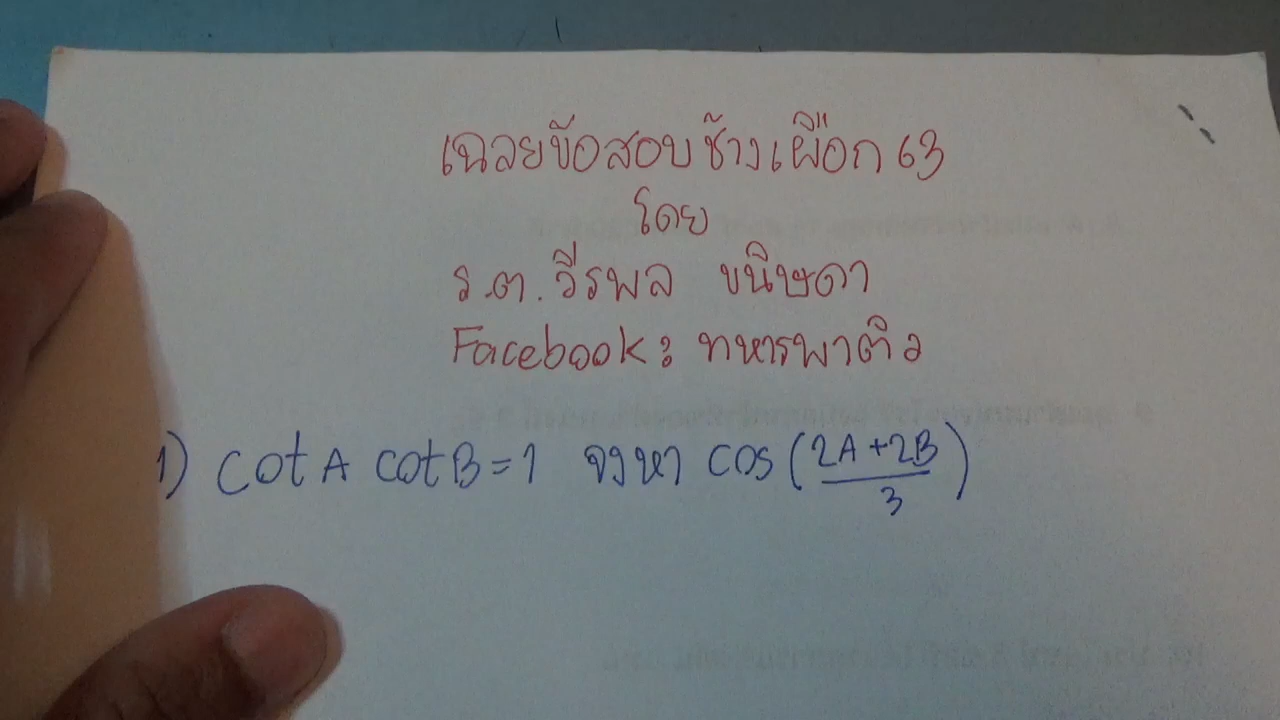 เฉลยข้อสอบช้างเผือก 63
โดย
ร.ต. วีรพล ขนิษดา
Facebook: ทหารพาติว
1) cot A cot B = 1 จงหา cos (2A+2B/3)